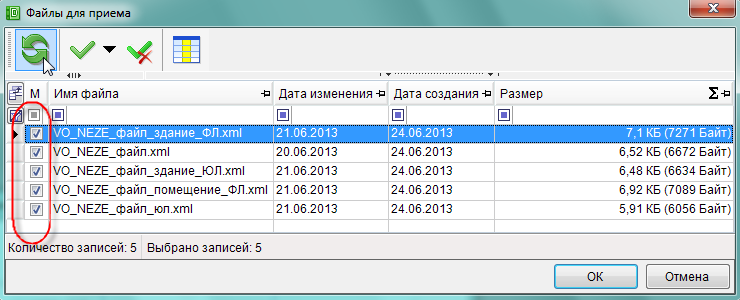 Файлы для приема
М Имя файла Дата изменения Дата создания Размер Σ
VO_NEZE_файл_здание_ФЛ.xml 21.06.2013 24.06.2013 7,1 КБ (7271 Байт)
VO_NEZE_файл.xml 20.06.2013 24.06.2013 6,52 КБ (6672 Байт)
VO_NEZE_файл_здание_ЮЛ.xml 21.06.2013 24.06.2013 6,48 КБ (6634 Байт)
VO_NEZE_файл_помещение_ФЛ.xml 21.06.2013 24.06.2013 6,92 КБ (7089 Байт)
VO_NEZE_файл_юл.xml 21.06.2013 24.06.2013 5,91 КБ (6056 Байт)
Количество записей: 5 Выбрано записей: 5
ОК Отмена